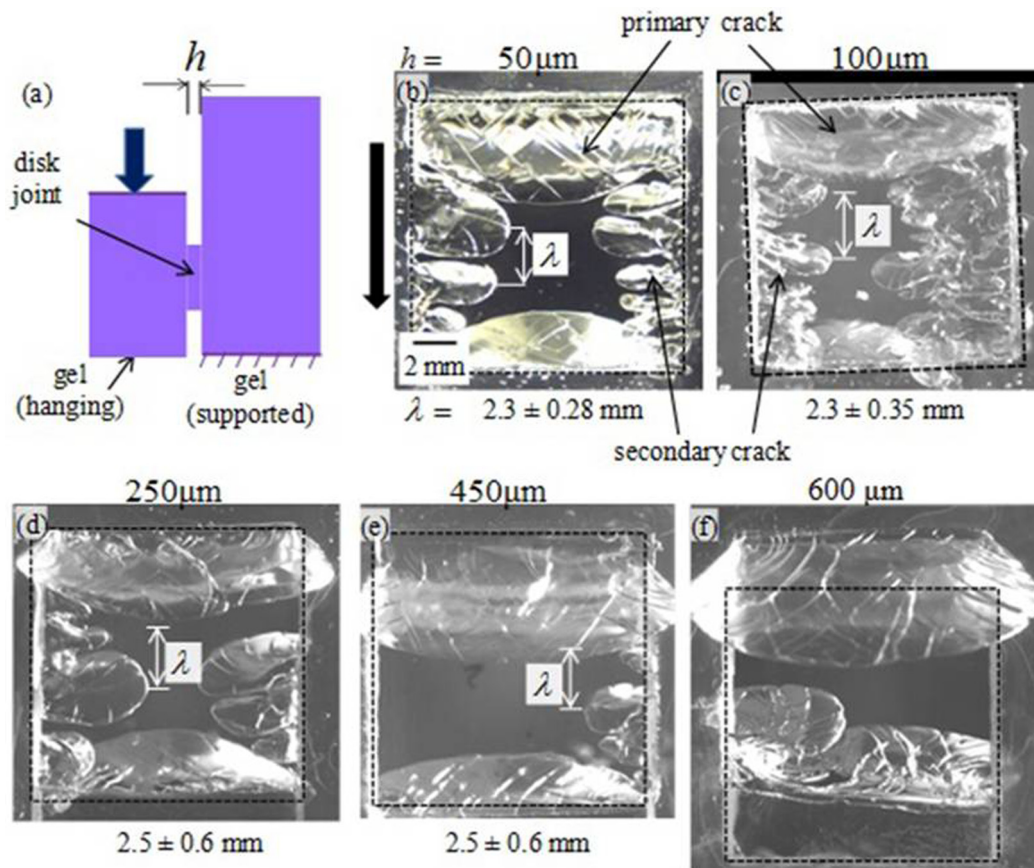 (a)
h
disk
joint
gel
(hanging)
gel
(supported)
primary crack
h = 50μm 100μm
(b) (c)
λ λ
2 mm
λ = 2.3 ± 0.28 mm 2.3 ± 0.35 mm
secondary crack
250μm 450μm 600 μm
(d) (e) (f)
λ λ
2.5 ± 0.6 mm 2.5 ± 0.6 mm